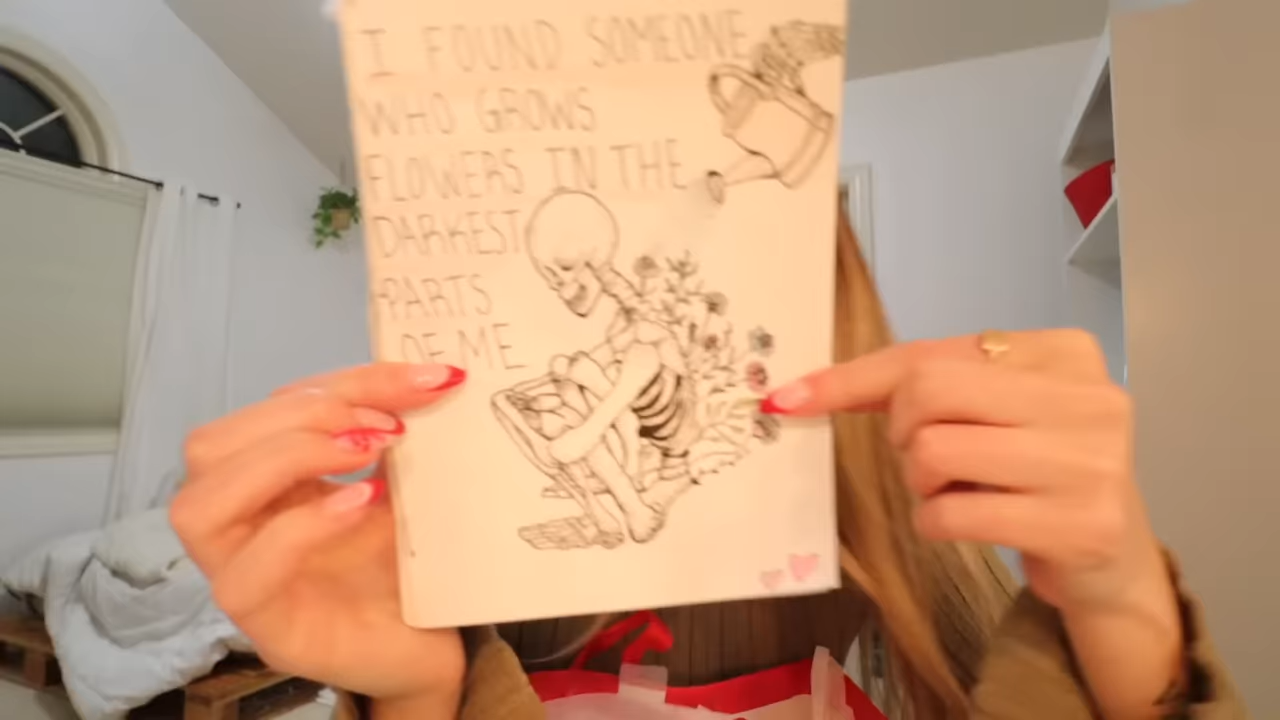 I FOUND SOMEONE
WHO GROWS
FLOWERS IN THE
DARKEST
PARTS
OF ME